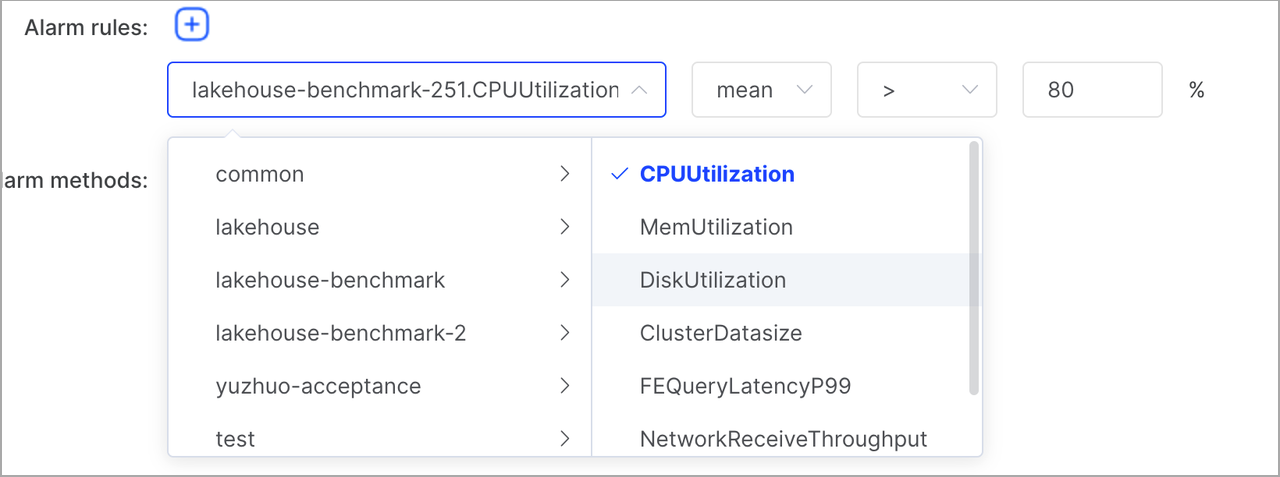 Alarm rules:
lakehouse-benchmark-251.CPUUtilization mean > 80 %
larm methods:
common
lakehouse
lakehouse-benchmark
lakehouse-benchmark-2
yuzhuo-acceptance
test
CPUUtilization
MemUtilization
DiskUtilization
ClusterDatasize
FEQueryLatencyP99
NetworkReceiveThroughput